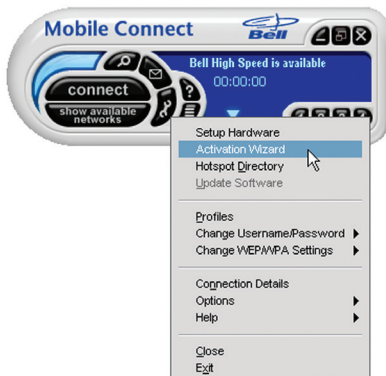 Mobile Connect
Bell
Bell High Speed is available
00:00:00
connect
show available
networks
?
Setup Hardware
Activation Wizard
Hotspot Directory
Update Software
Profiles
Change Username/Password
Change WEP/WPA Settings
Connection Details
Options
Help
Close
Exit